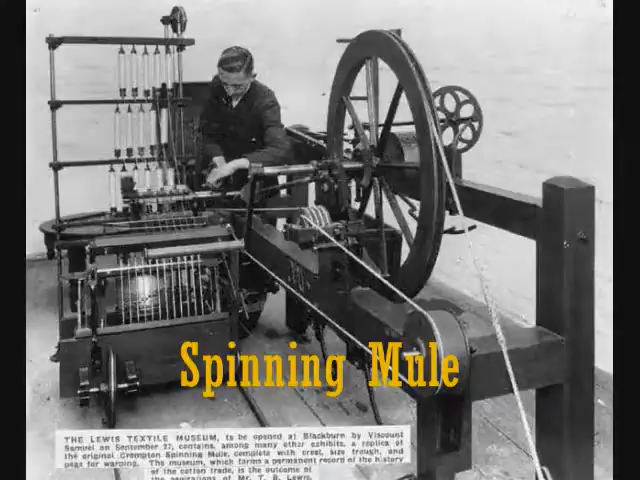 Spinning Mule
THE LEWIS TEXTILE MUSEUM, to be opened at Blackburn by Viscount
Samuel on September 27, contains, among many other exhibits, a replica of
the original Crompton Spinning Mule, complete with creel, size trough, and
pegs for warping. The museum, which forms a permanent record of the history
of the cotton trade, is the outcome of
the aspirations of Mr. T. B. Lewis,